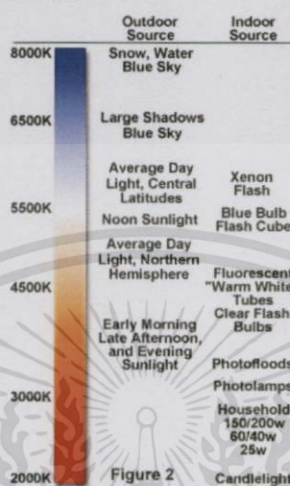 Outdoor Source
Indoor Source
8000K
Snow, Water
Blue Sky
6500K
Large Shadows
Blue Sky
Average Day
Light, Central
Latitudes
Xenon
Flash
5500K
Noon Sunlight
Blue Bulb
Flash Cube
Average Day
Light, Northern
Hemisphere
4500K
Fluorescent
"Warm White
Tubes
Clear Flash
Bulbs
Early Morning
Late Afternoon,
and Evening
Sunlight
Photofloods
Photolamps
3000K
Household
150/200w
60/40w
25w
2000K
Figure 2
Candlelight